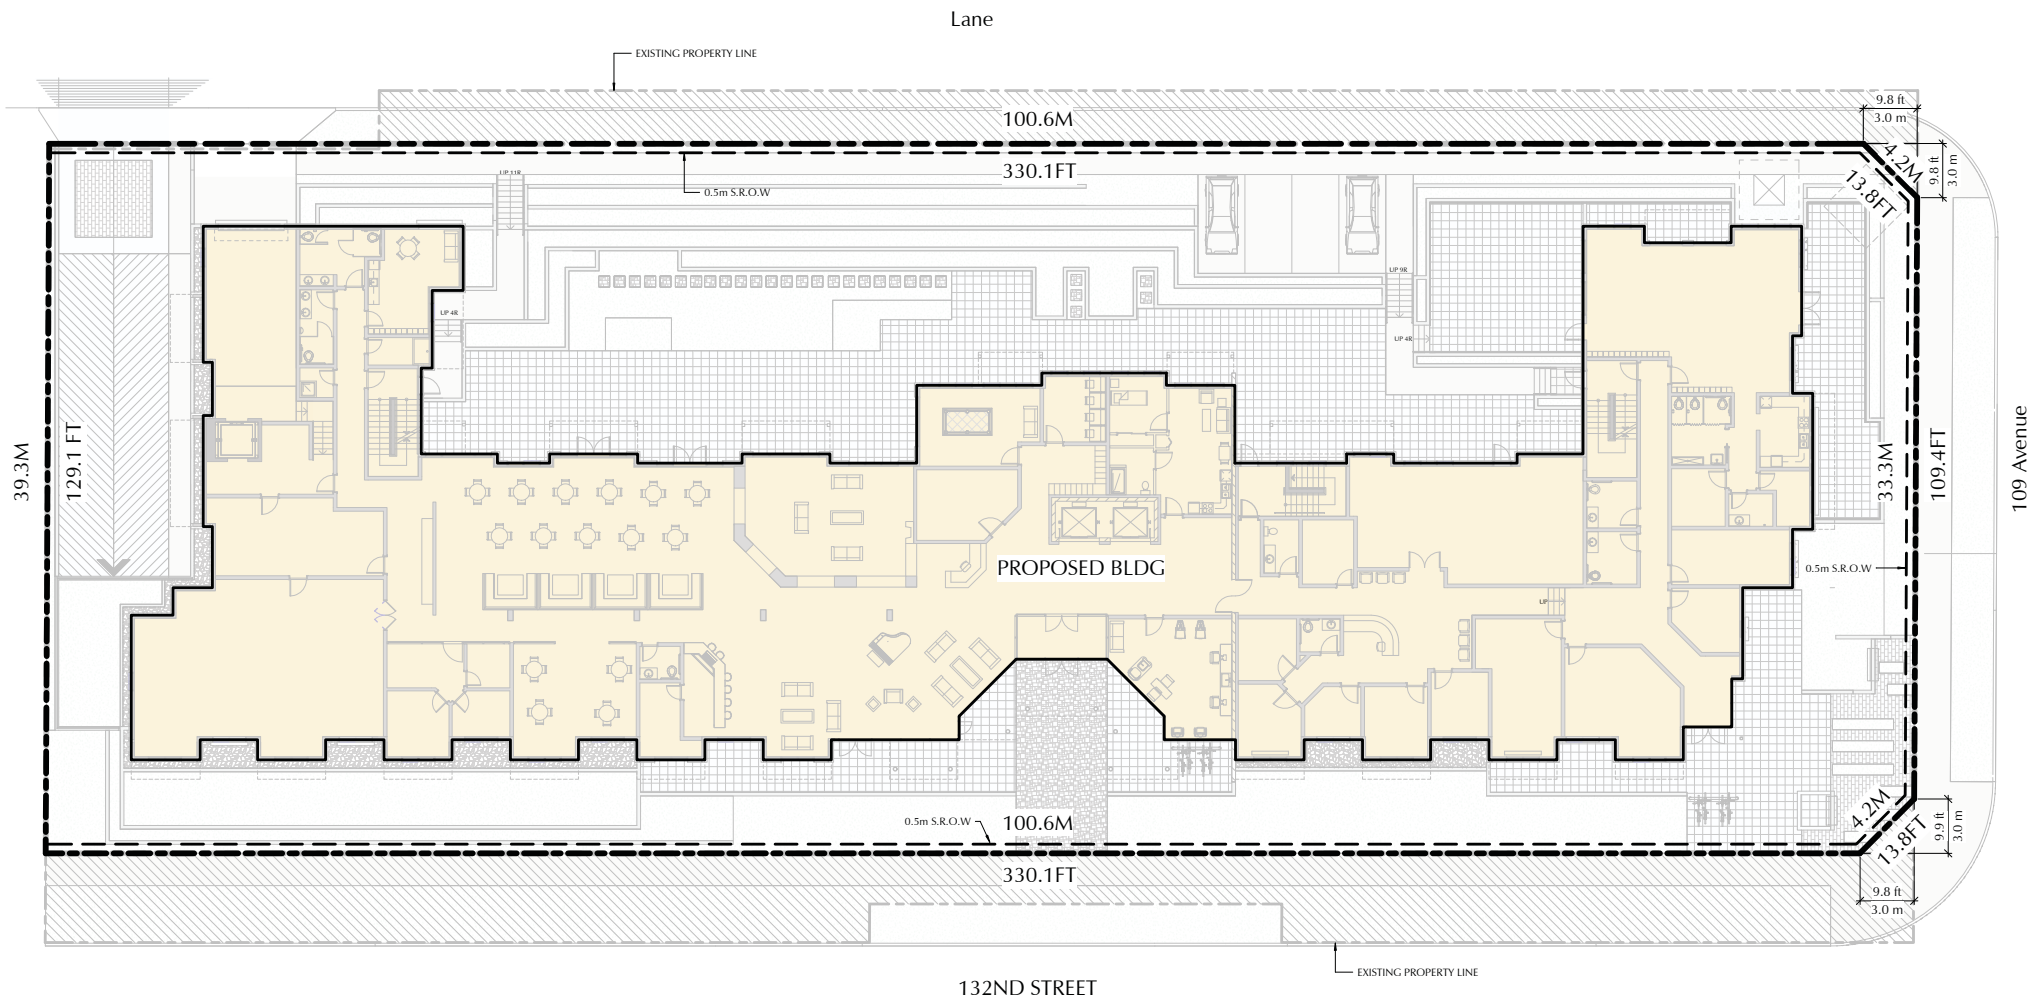 Lane
EXISTING PROPERTY LINE
9.8 ft
3.0 m
100.6M
330.1FT
4.2M
13.8FT
9.8 ft
3.0 m
0.5m S.R.O.W
UP 11R
UP 9R
UP 4R
UP 4R
39.3M
129.1 FT
33.3M
109.4FT
109 Avenue
PROPOSED BLDG
0.5m S.R.O.W
UP
0.5m S.R.O.W
100.6M
330.1FT
4.2M
13.8FT
9.9 ft
3.0 m
9.8 ft
3.0 m
EXISTING PROPERTY LINE
132ND STREET